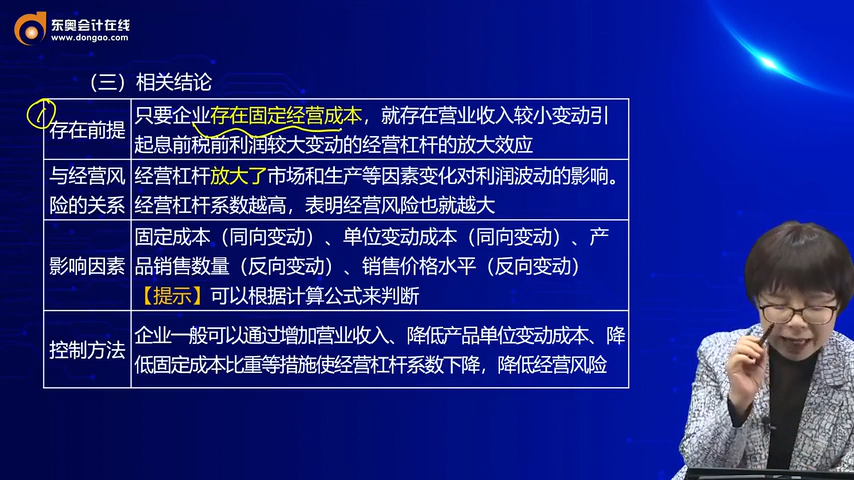 东奥会计在线
www.dongao.com
（三）相关结论
存在前提
只要企业存在固定经营成本，就存在营业收入较小变动引
起息税前利润较大变动的经营杠杆的放大效应
与经营风
险的关系
经营杠杆放大了市场和生产等因素变化对利润波动的影响。
经营杠杆系数越高，表明经营风险也就越大
影响因素
固定成本（同向变动）、单位变动成本（同向变动）、产
品销售数量（反向变动）、销售价格水平（反向变动）
【提示】可以根据计算公式来判断
控制方法
企业一般可以通过增加营业收入、降低产品单位变动成本、降
低固定成本比重等措施使经营杠杆系数下降，降低经营风险